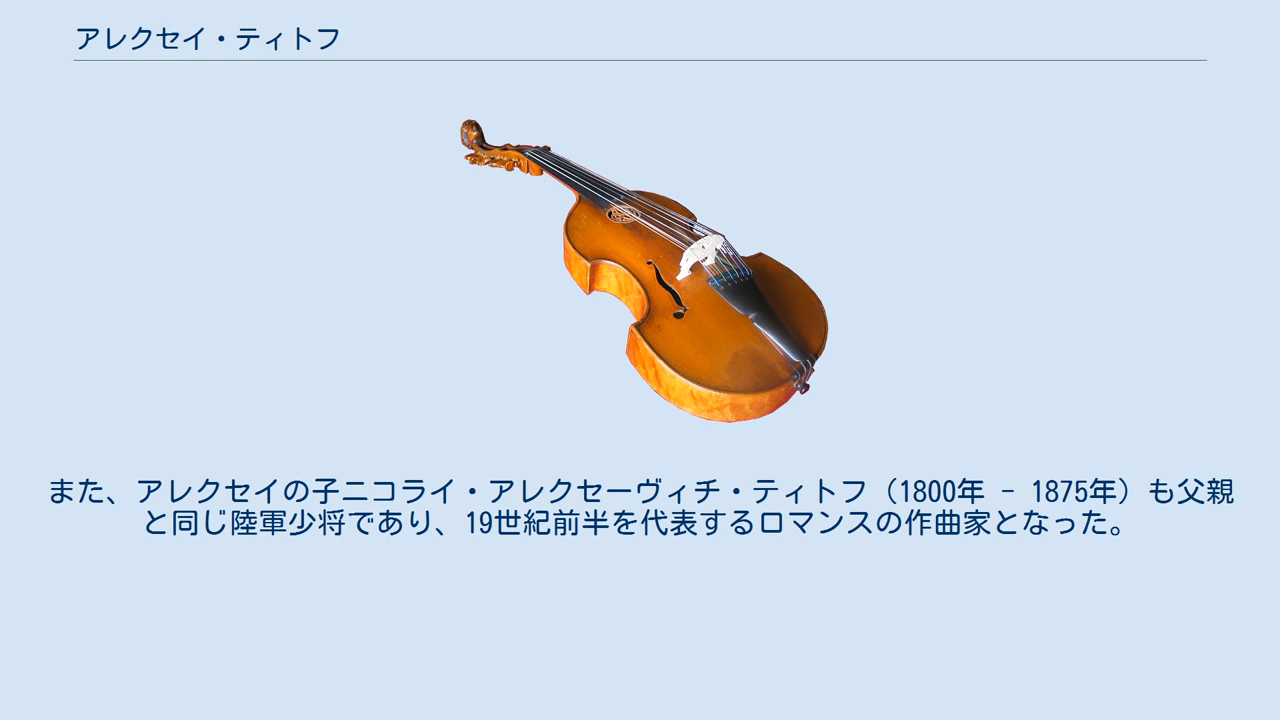 アレクセイ・ティトフ
また、アレクセイの子ニコライ・アレクセーヴィチ・ティトフ（1800年 - 1875年）も父親
と同じ陸軍少将であり、19世紀前半を代表するロマンスの作曲家となった。